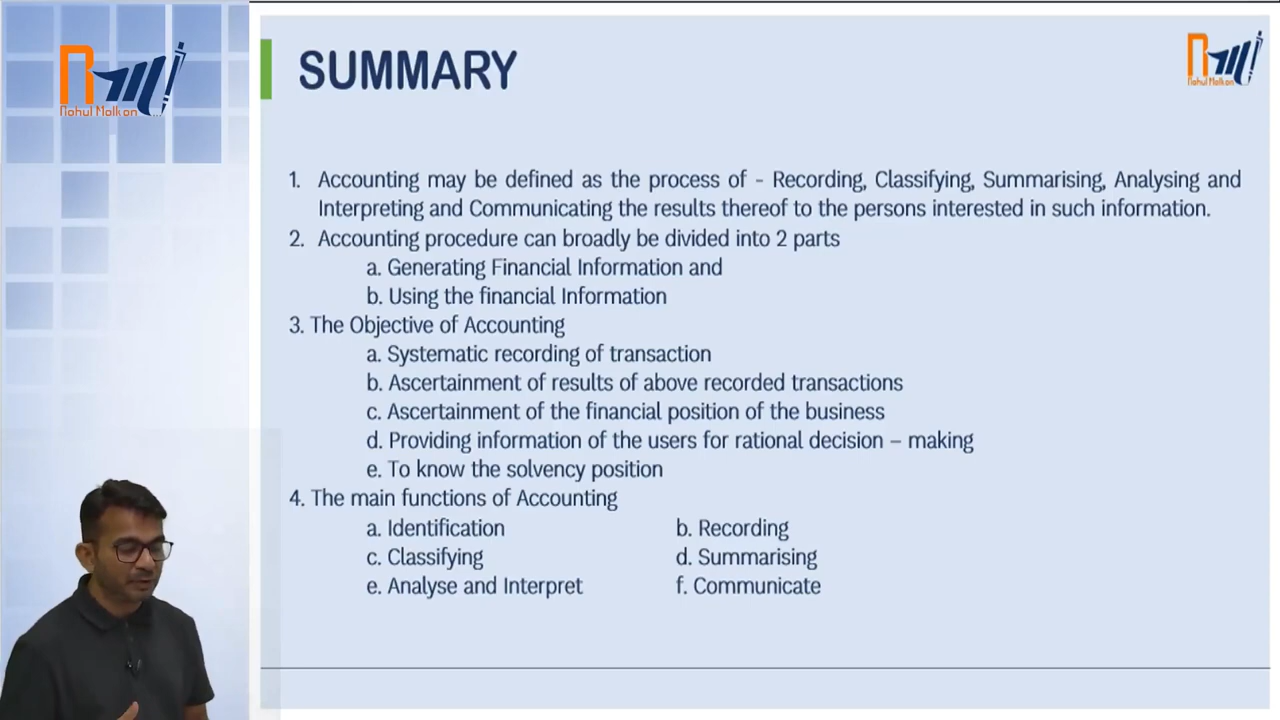 Rahul Malkan
SUMMARY
Rahul Malkan
1. Accounting may be defined as the process of - Recording, Classifying, Summarising, Analysing and
Interpreting and Communicating the results thereof to the persons interested in such information.
2. Accounting procedure can broadly be divided into 2 parts
a. Generating Financial Information and
b. Using the financial Information
3. The Objective of Accounting
a. Systematic recording of transaction
b. Ascertainment of results of above recorded transactions
c. Ascertainment of the financial position of the business
d. Providing information of the users for rational decision – making
e. To know the solvency position
4. The main functions of Accounting
a. Identification b. Recording
c. Classifying d. Summarising
e. Analyse and Interpret f. Communicate